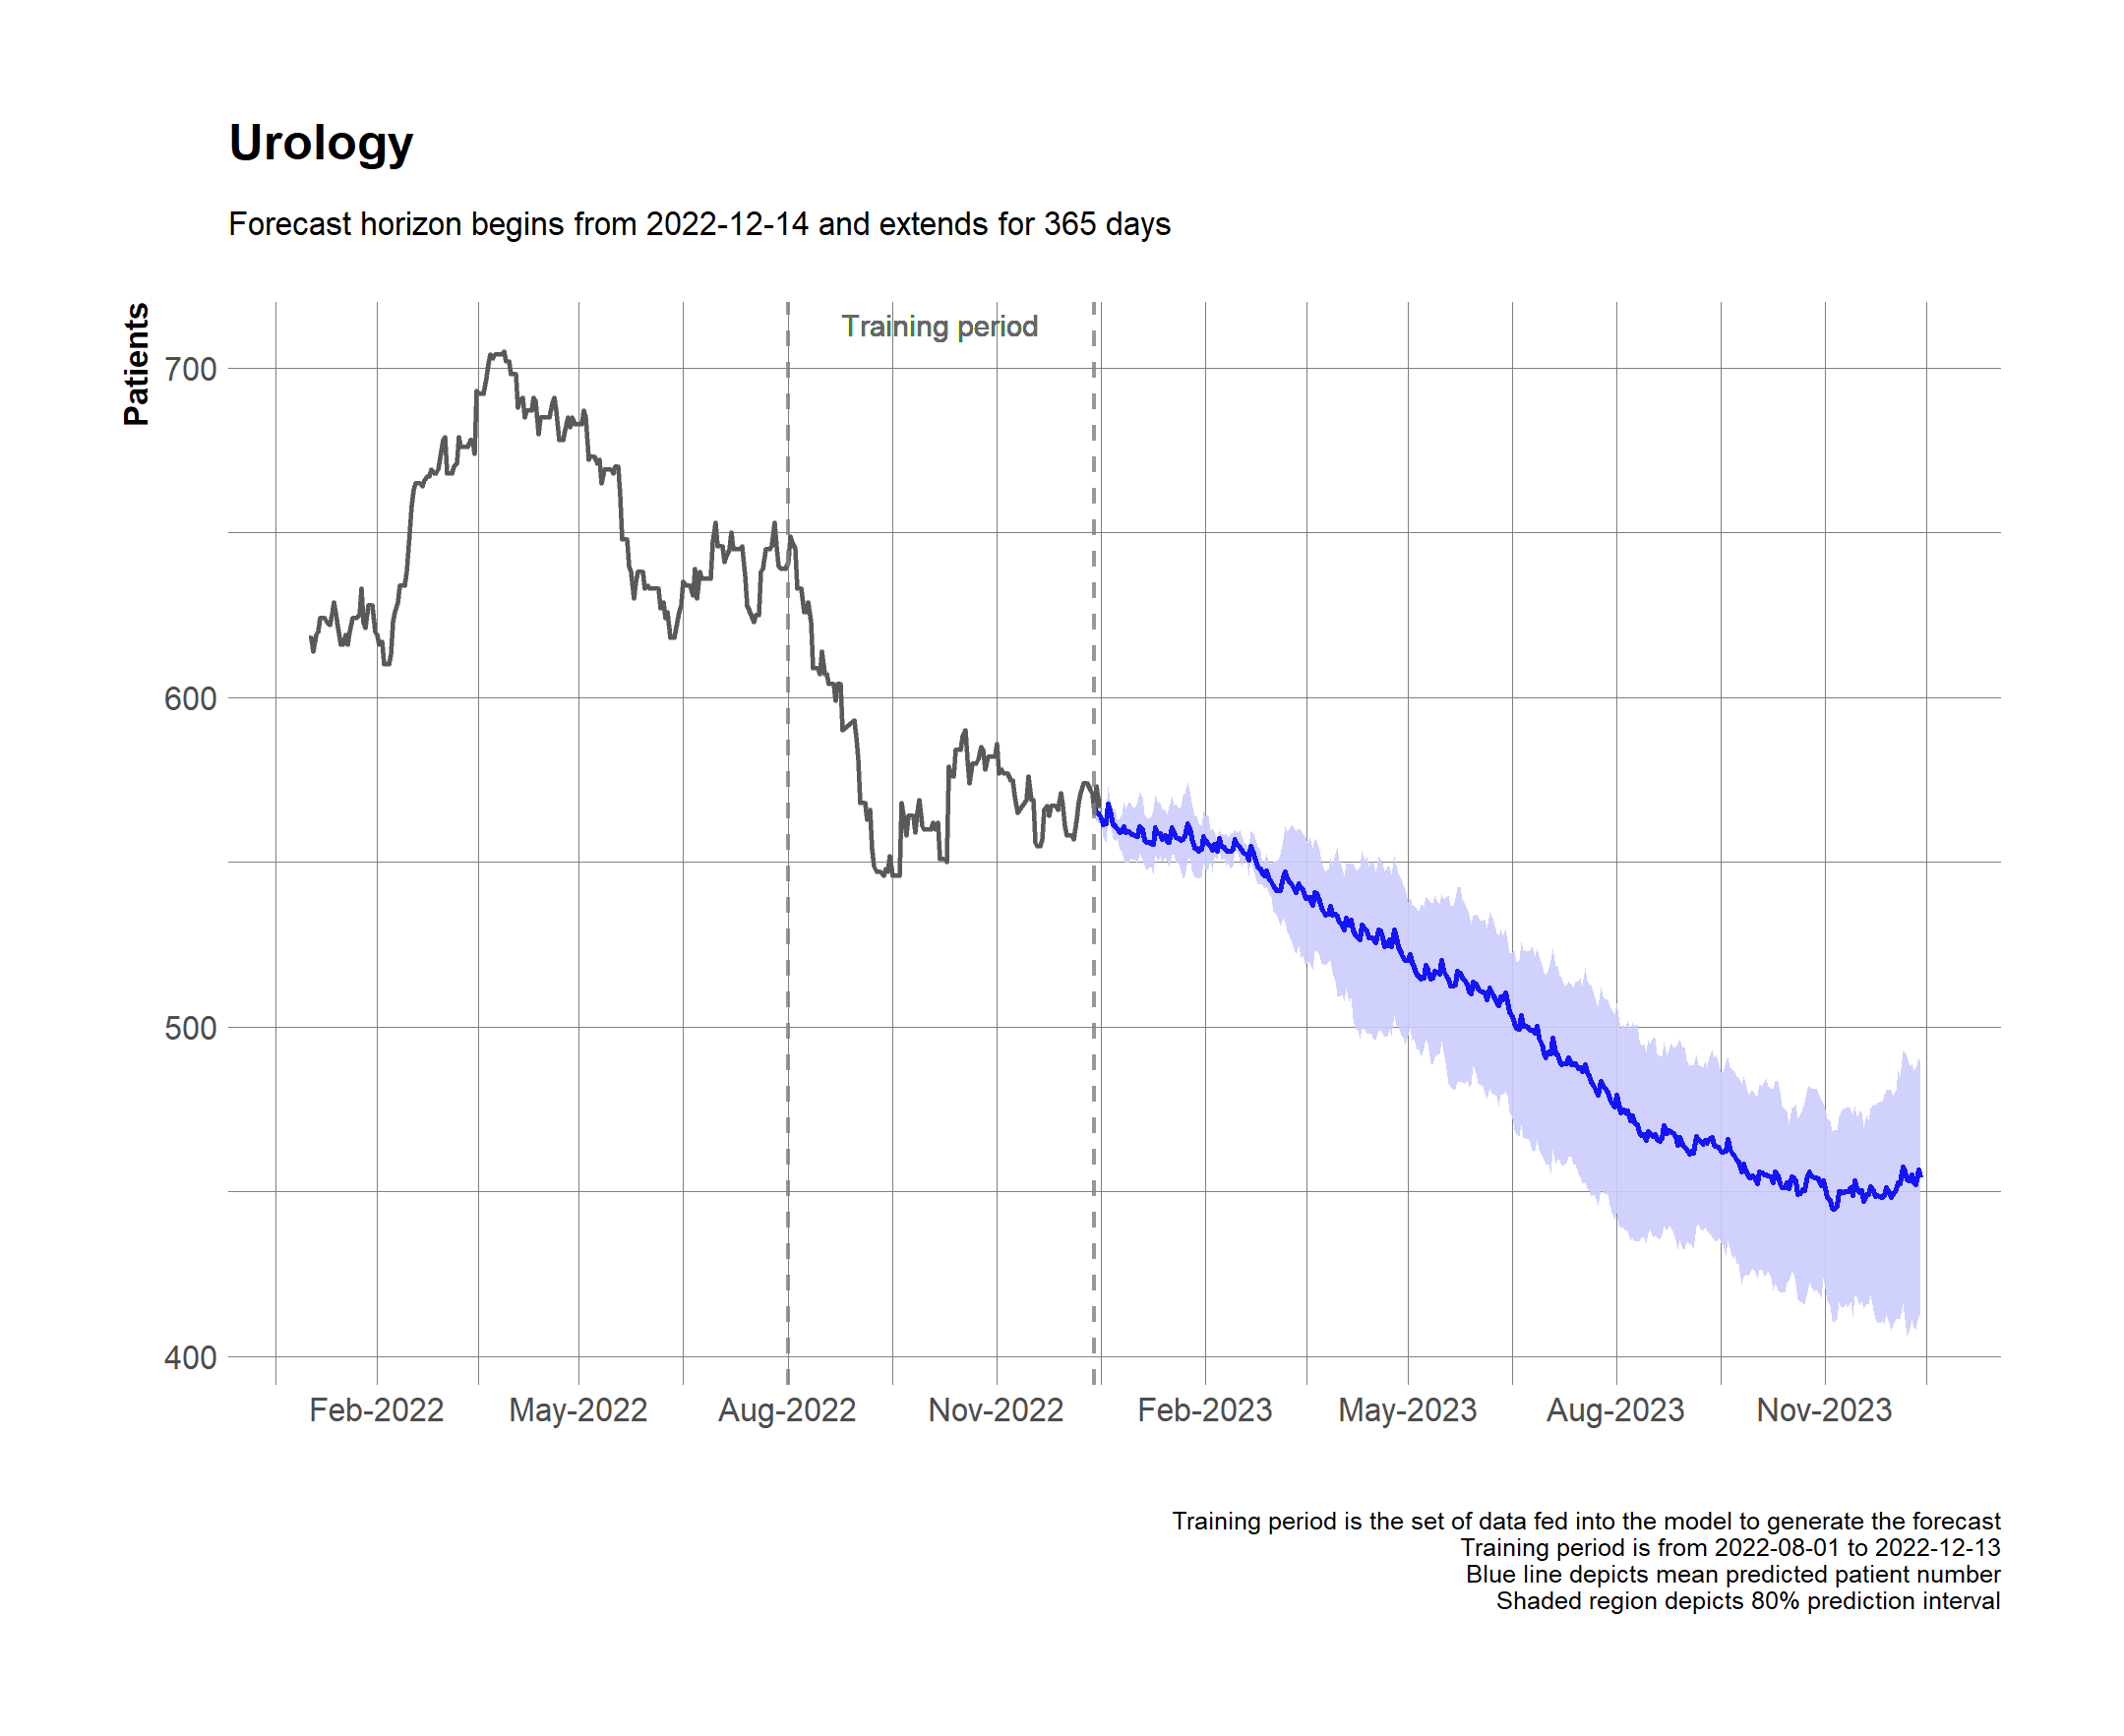 Urology
Forecast horizon begins from 2022-12-14 and extends for 365 days
Patients
Training period
700
600
500
400
Feb-2022 May-2022 Aug-2022 Nov-2022 Feb-2023 May-2023 Aug-2023 Nov-2023
Training period is the set of data fed into the model to generate the forecast
Training period is from 2022-08-01 to 2022-12-13
Blue line depicts mean predicted patient number
Shaded region depicts 80% prediction interval